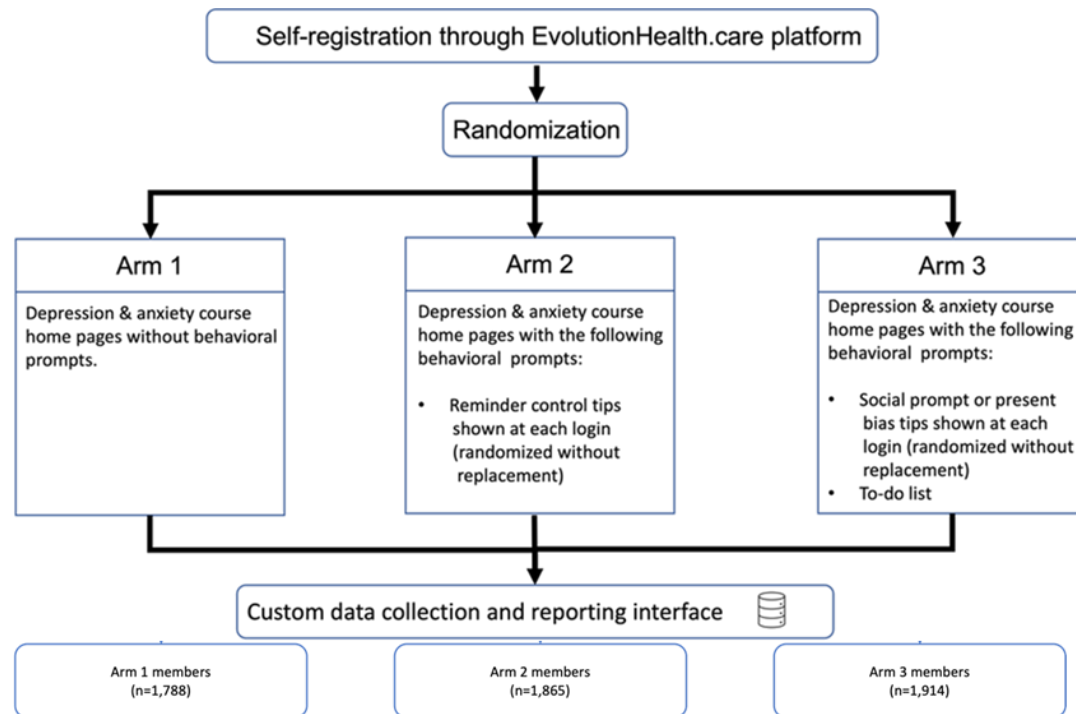 Self-registration through EvolutionHealth.care platform
Randomization
Arm 1
Depression & anxiety course
home pages without behavioral
prompts.
Arm 2
Depression & anxiety course
home pages with the following
behavioral prompts:
• Reminder control tips
shown at each login
(randomized without
replacement)
Arm 3
Depression & anxiety course
home pages with the following
behavioral prompts:
• Social prompt or present
bias tips shown at each
login (randomized without
replacement)
• To-do list
Custom data collection and reporting interface
Arm 1 members
(n=1,788)
Arm 2 members
(n=1,865)
Arm 3 members
(n=1,914)